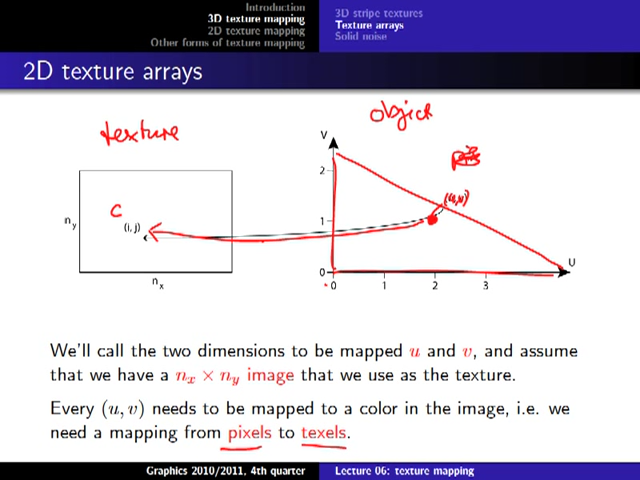 Introduction
3D texture mapping
2D texture mapping
Other forms of texture mapping
3D stripe textures
Texture arrays
Solid noise
2D texture arrays
texture
object
V
2
(u,v)
C
n_y
(i, j)
1
U
0
0 1 2 3
n_x
We'll call the two dimensions to be mapped u and v, and assume
that we have a n_x × n_y image that we use as the texture.
Every (u, v) needs to be mapped to a color in the image, i.e. we
need a mapping from pixels to texels.
Graphics 2010/2011, 4th quarter
Lecture 06: texture mapping